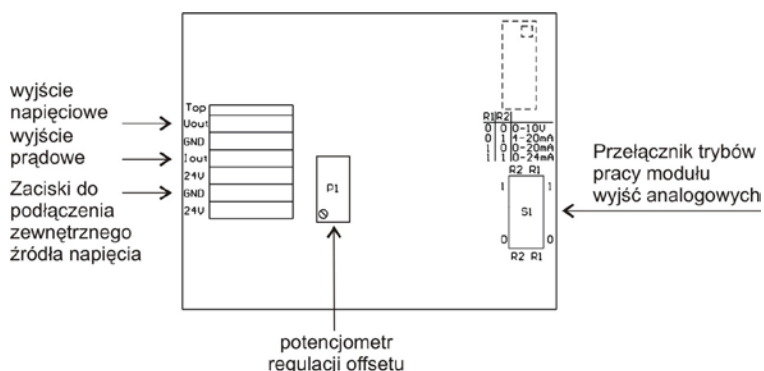 wyjście
napięciowe
wyjście
prądowe
Zaciski do
podłączenia
zewnętrznego
źródła napięcia
Top
Uout
GND
Iout
24V
GND
24V
P1
R1 R2
0 0 0-10V
0 1 4-20mA
1 0 0-20mA
1 1 0-24mA
R2 R1
1 1
S1
0 0
R2 R1
Przełącznik trybów
pracy modułu
wyjść analogowych
potencjometr
regulacji offsetu